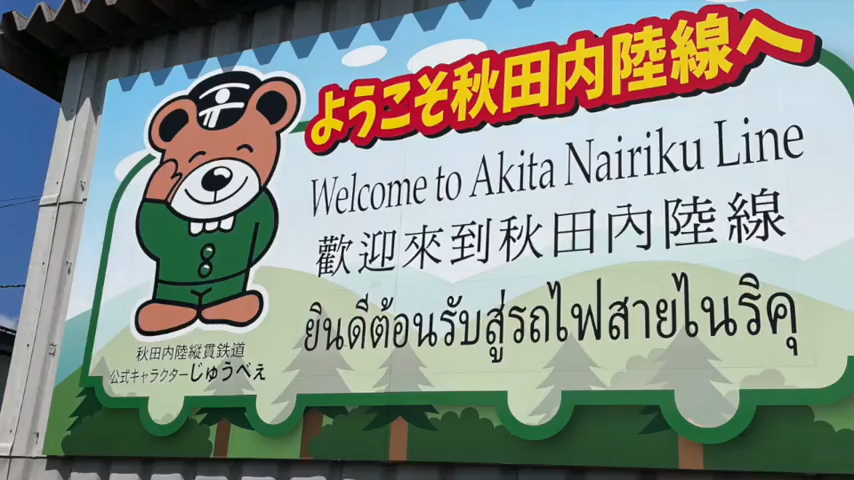 ようこそ秋田内陸線へ
Welcome to Akita Nairiku Line
歡迎來到秋田內陸線
ยินดีต้อนรับสู่รถไฟสายไนริคุ
秋田内陸縦貫鉄道
公式キャラクターじゅうべぇ